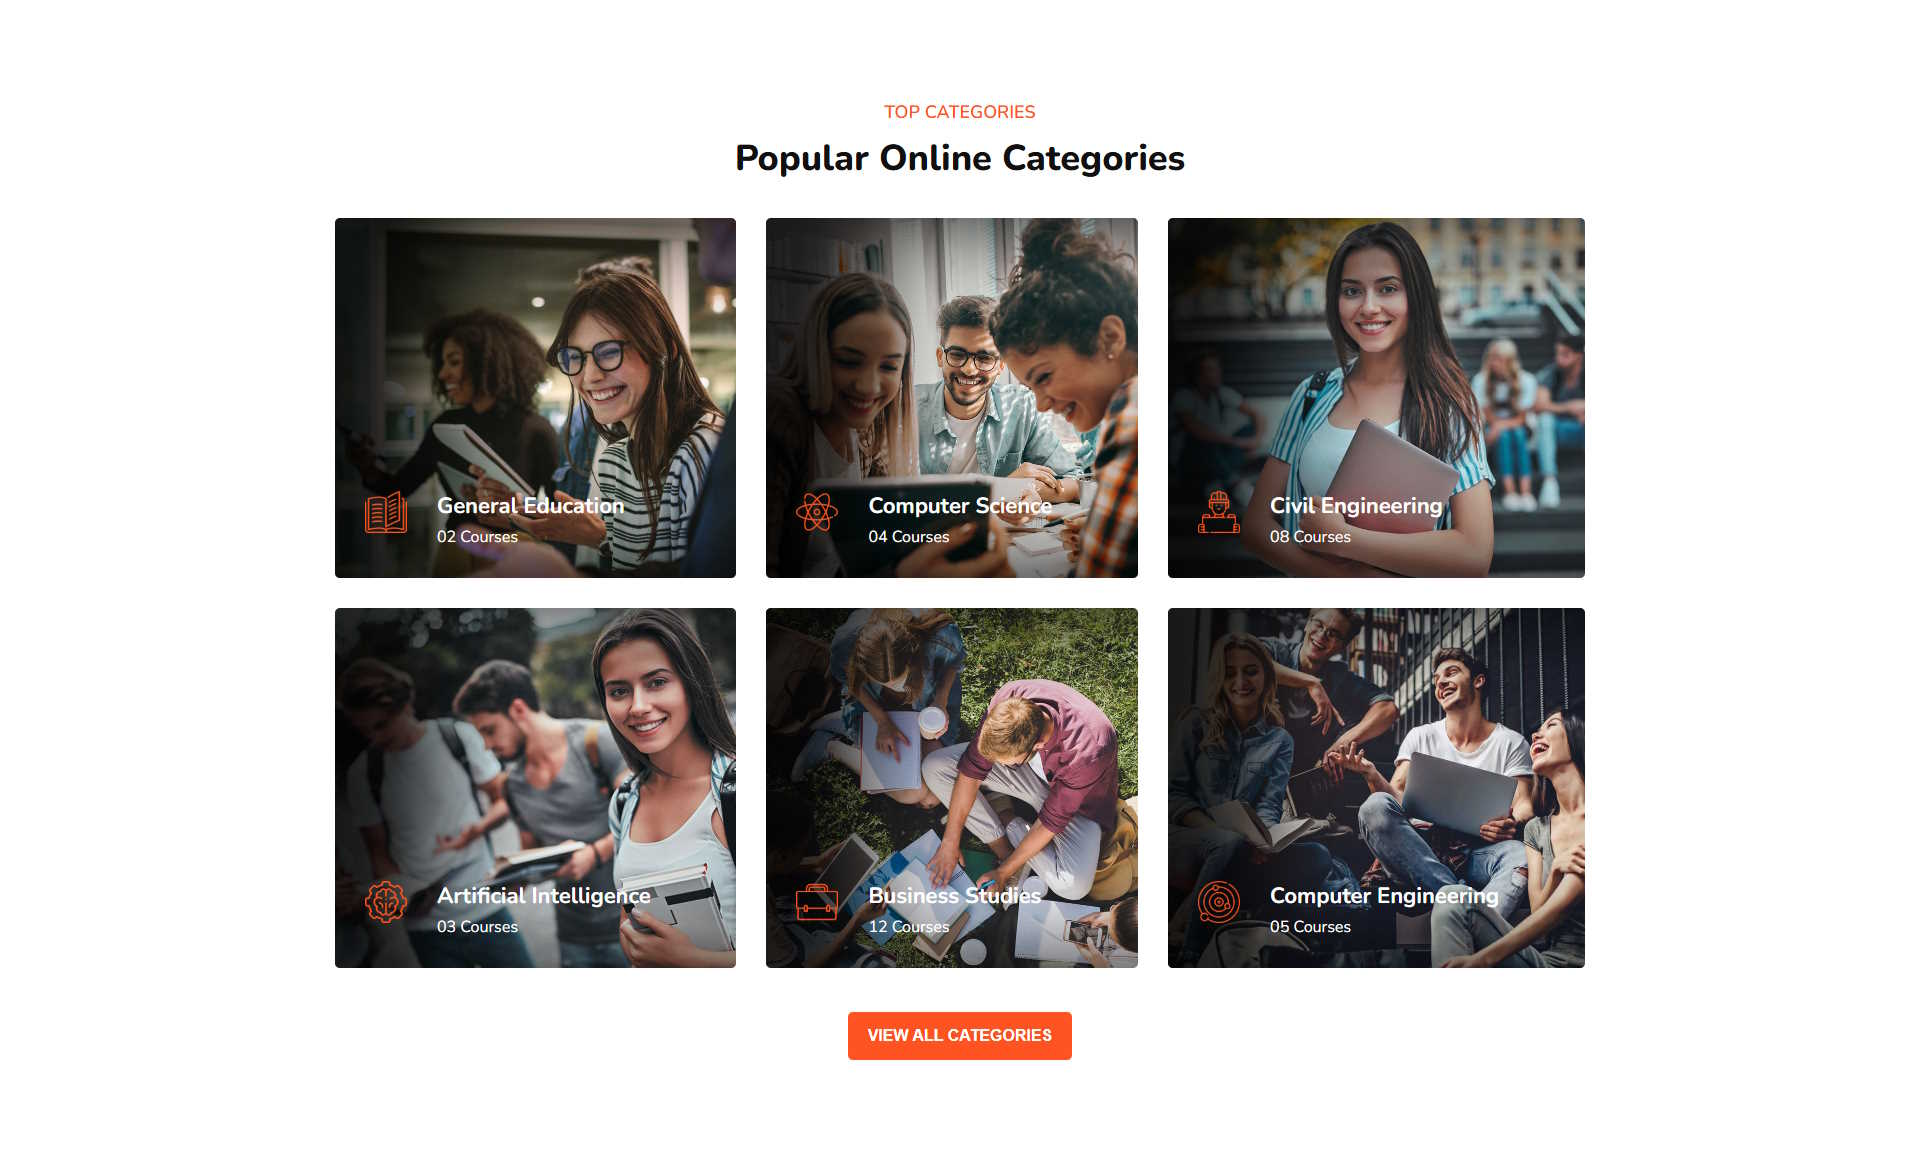 TOP CATEGORIES
Popular Online Categories
General Education
02 Courses
Computer Science
04 Courses
Civil Engineering
08 Courses
Artificial Intelligence
03 Courses
Business Studies
12 Courses
Computer Engineering
05 Courses
VIEW ALL CATEGORIES